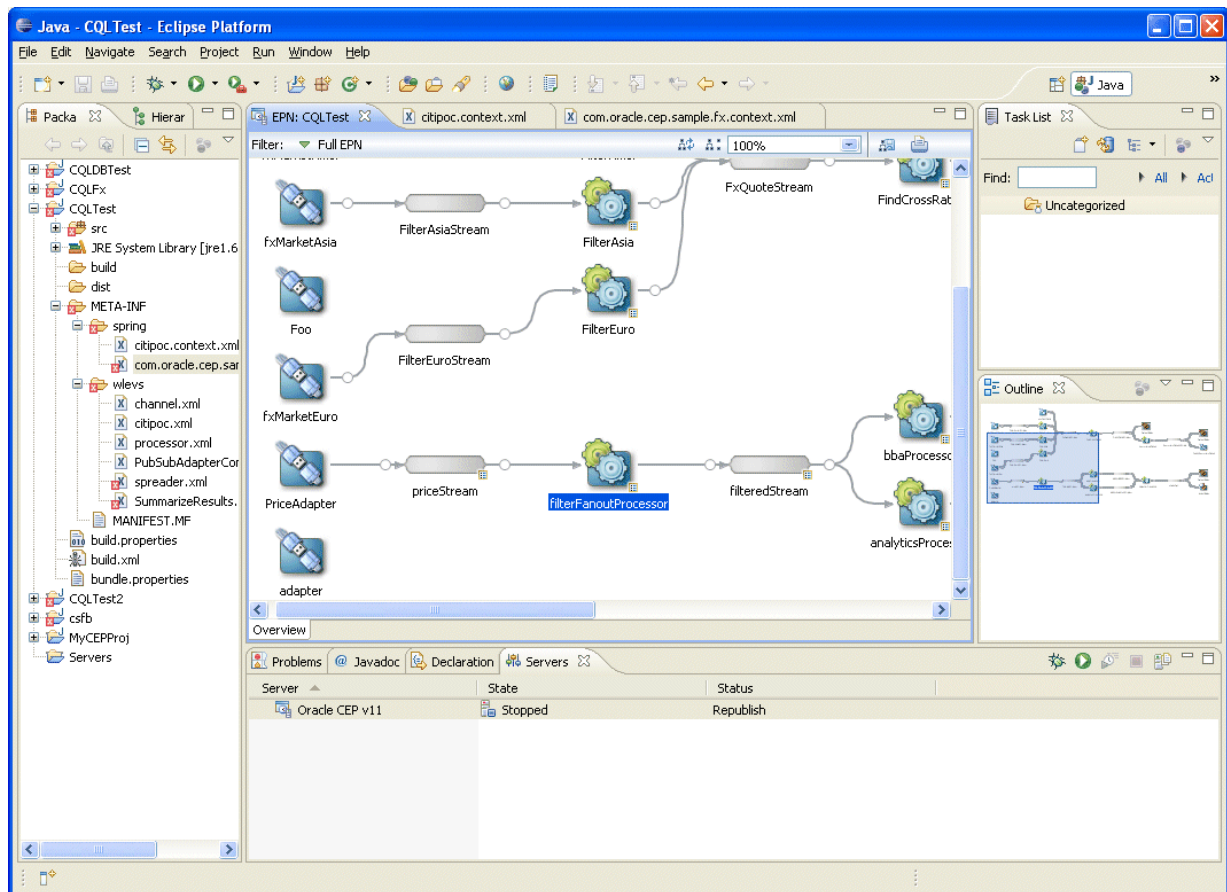 Java - CQLTest - Eclipse Platform
File Edit Navigate Search Project Run Window Help
Java
Packa
Hierar
CQLDBTest
CQLFx
CQLTest
src
JRE System Library [jre1.6
build
dist
META-INF
spring
citipoc.context.xml
com.oracle.cep.sar
wlevs
channel.xml
citipoc.xml
processor.xml
PubSubAdapterCor
spreader.xml
SummarizeResults.
MANIFEST.MF
build.properties
build.xml
bundle.properties
CQLTest2
csfb
MyCEPProj
Servers
EPN: CQLTest
citipoc.context.xml
com.oracle.cep.sample.fx.context.xml
Filter: Full EPN
100%
FxQuoteStream
FindCrossRat
fxMarketAsia
FilterAsiaStream
FilterAsia
Foo
FilterEuro
FilterEuroStream
fxMarketEuro
bbaProcessc
PriceAdapter
priceStream
filterFanoutProcessor
filteredStream
analyticsProces
adapter
Overview
Task List
Find:
All
Acti
Uncategorized
Outline
Problems
Javadoc
Declaration
Servers
Server
State
Status
Oracle CEP v11
Stopped
Republish